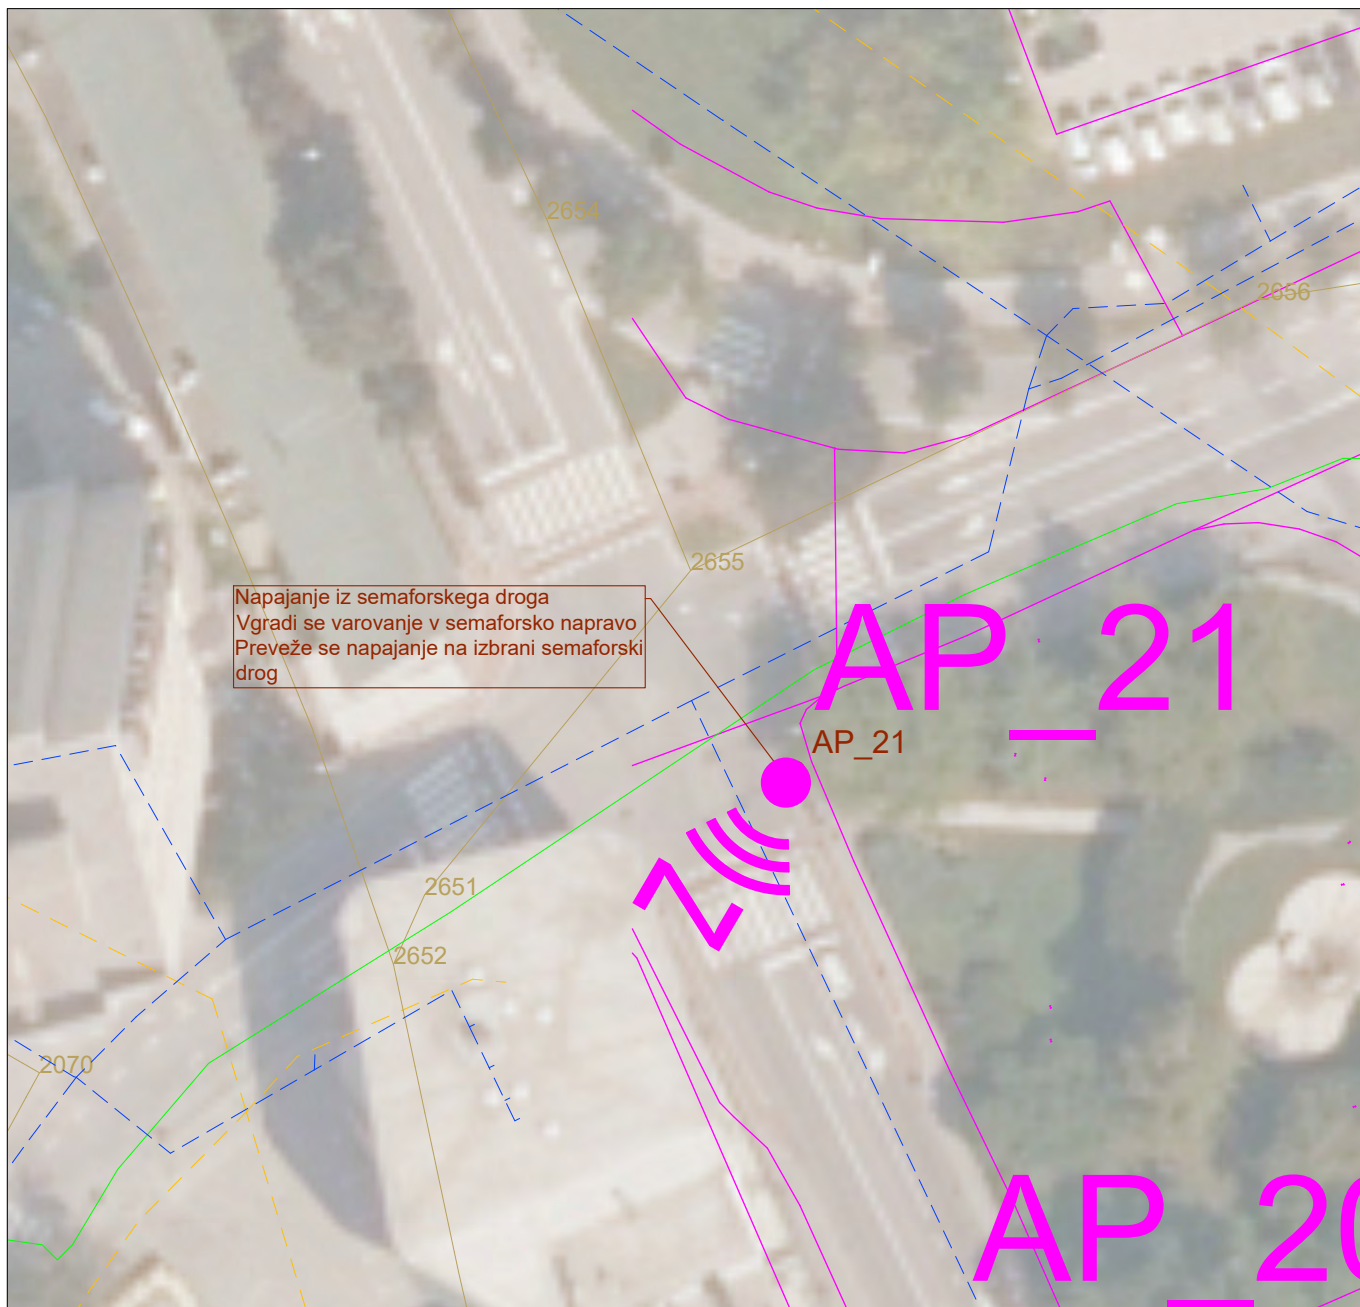 2654
2656
2655
Napajanje iz semaforskega droga
Vgradi se varovanje v semaforsko napravo
Preveže se napajanje na izbrani semaforski
drog
AP_21
AP_21
N
2651
2652
2070
AP_20